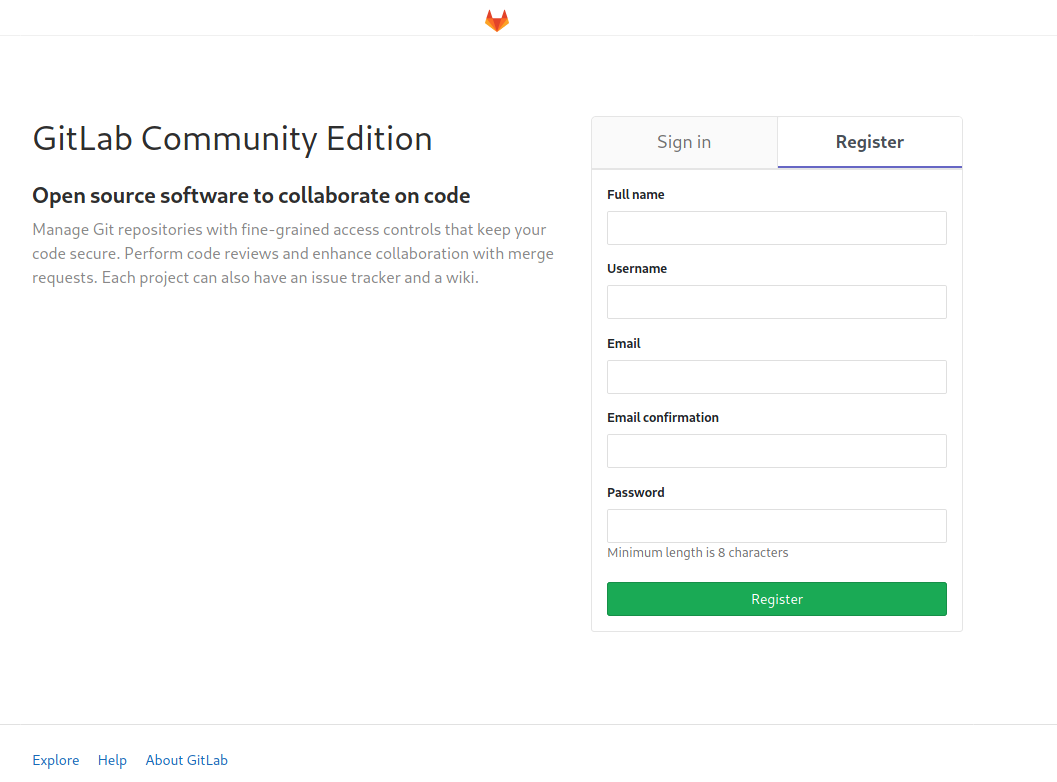 GitLab Community Edition
Open source software to collaborate on code
Manage Git repositories with fine-grained access controls that keep your
code secure. Perform code reviews and enhance collaboration with merge
requests. Each project can also have an issue tracker and a wiki.
Sign in
Register
Full name
Username
Email
Email confirmation
Password
Minimum length is 8 characters
Register
Explore
Help
About GitLab